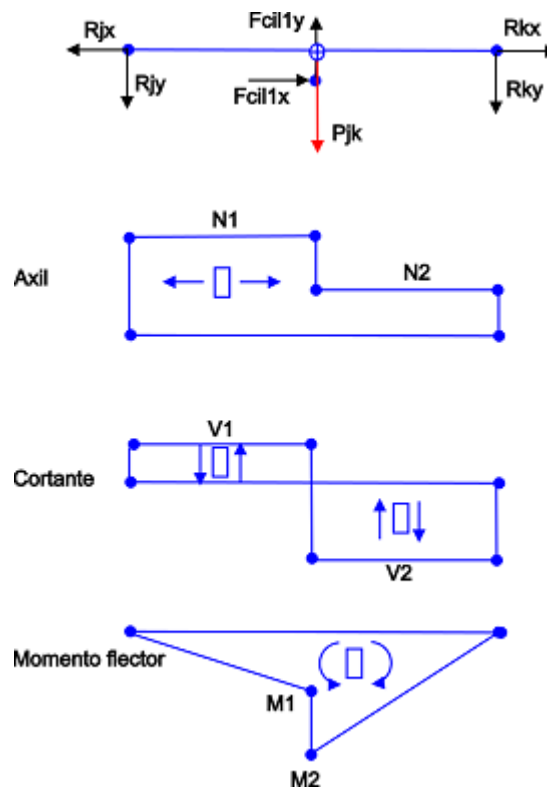 Fcil1y
Rjx
Rkx
Rjy
Fcil1x
Rky
Pjk
N1
Axil
N2
V1
Cortante
V2
Momento flector
M1
M2